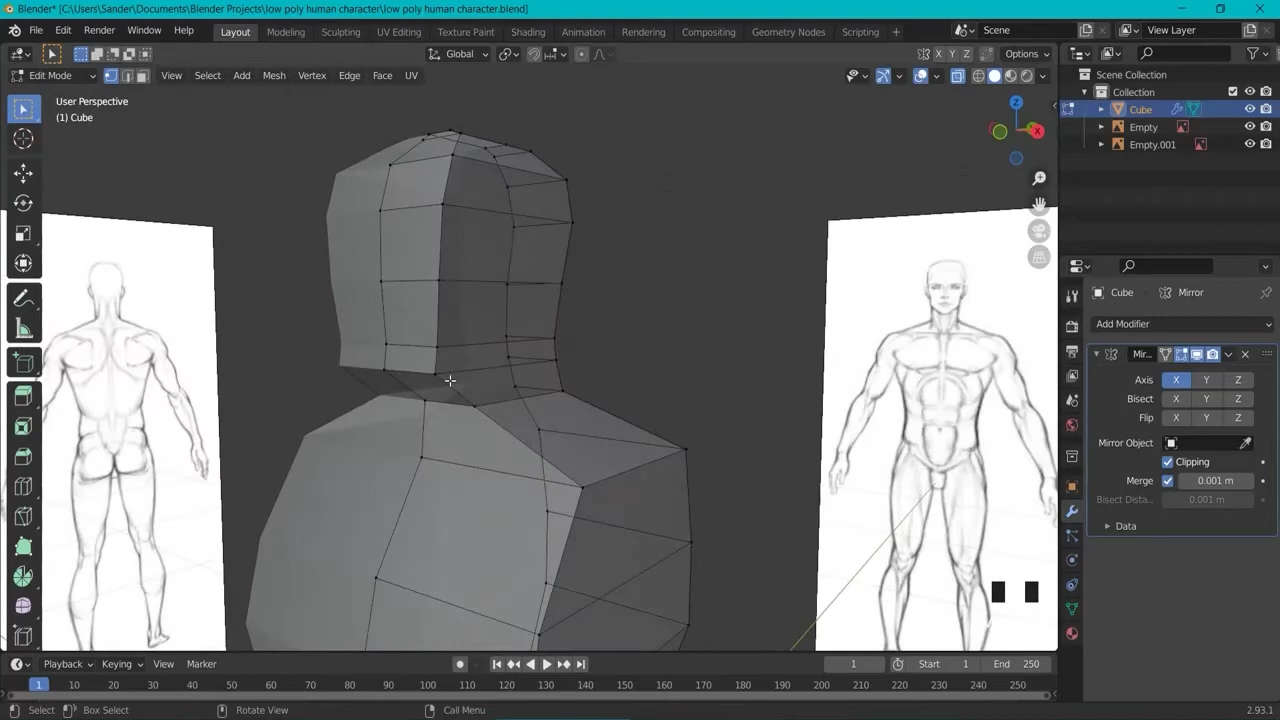 Blender* [C:\Users\Sander\Documents\Blender Projects\low poly human character\low poly human character.blend]
File Edit Render Window Help Layout Modeling Sculpting UV Editing Texture Paint Shading Animation Rendering Compositing Geometry Nodes Scripting Scene View Layer
Global X Y Z Options
Edit Mode View Select Add Mesh Vertex Edge Face UV
Scene Collection
Collection
Cube
Empty
Empty.001
User Perspective
(1) Cube
Z
X
Cube Mirror
Add Modifier
Mir...
Axis X Y Z
Bisect X Y Z
Flip X Y Z
Mirror Object
Clipping
Merge 0.001 m
Bisect Dista... 0.001 m
Data
Playback Keying View Marker 1 Start 1 End 250
1 10 20 30 40 50 60 70 80 90 100 110 120 130 140 150 160 170 180 190 200 210 220 230 240 250
Select Box Select Rotate View Call Menu 2.93.1